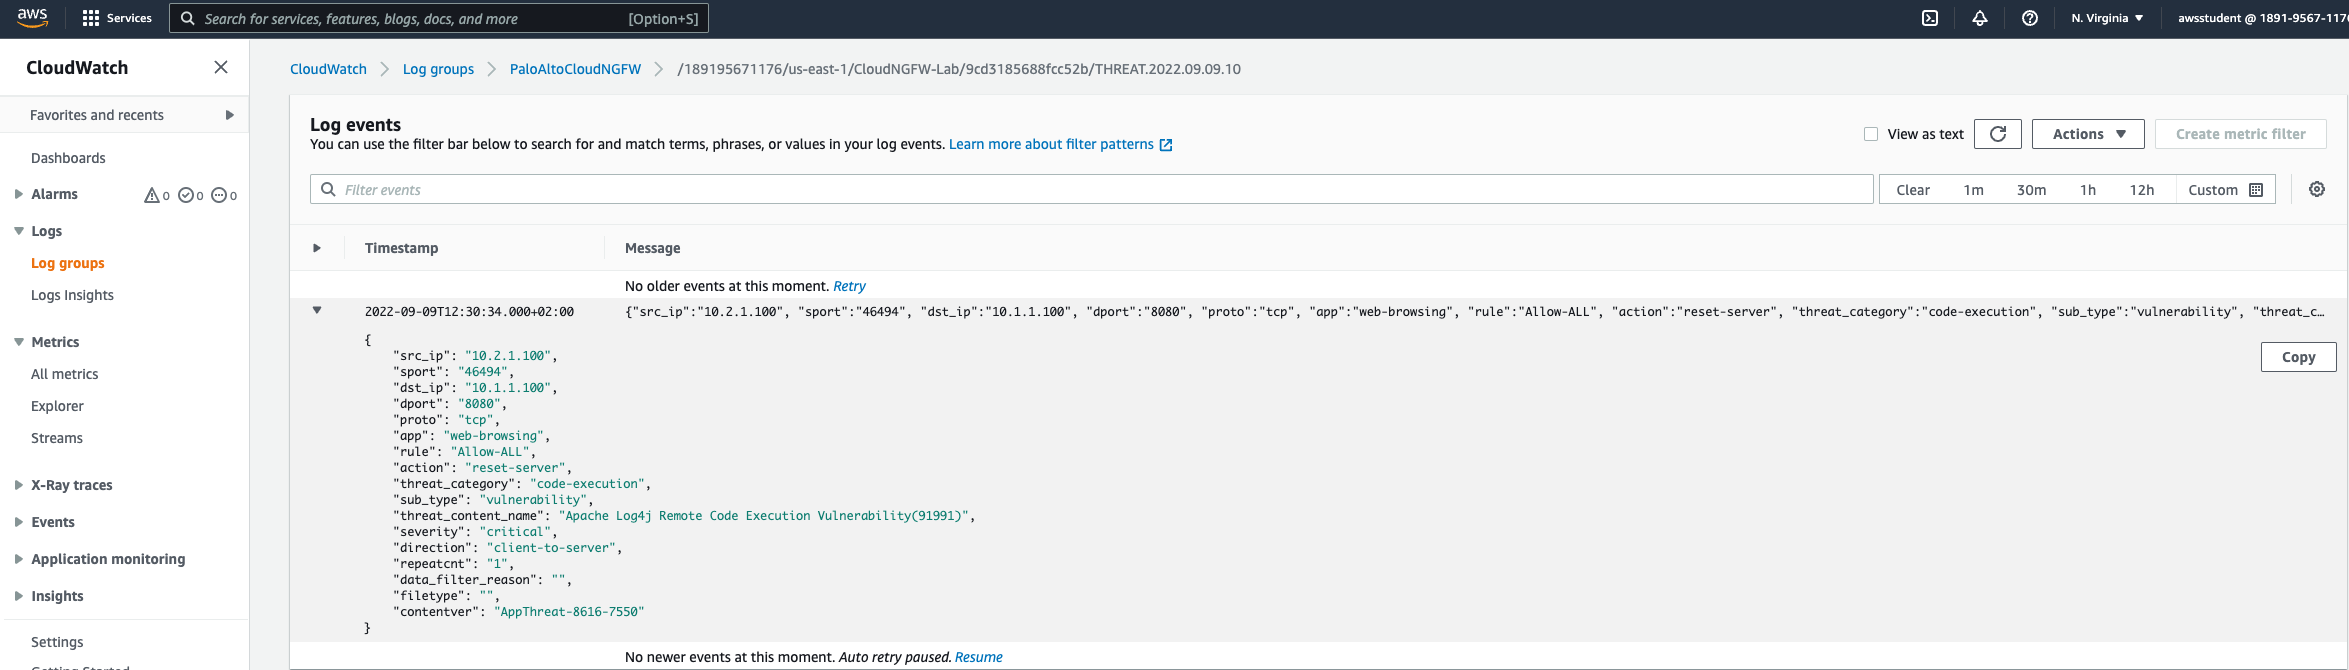 aws
Services
Search for services, features, blogs, docs, and more [Option+S]
N. Virginia
awsstudent @ 1891-9567-117
CloudWatch
Favorites and recents
Dashboards
Alarms 0 0 0
Logs
Log groups
Logs Insights
Metrics
All metrics
Explorer
Streams
X-Ray traces
Events
Application monitoring
Insights
Settings
Getting Started
CloudWatch
Log groups
PaloAltoCloudNGFW
/189195671176/us-east-1/CloudNGFW-Lab/9cd3185688fcc52b/THREAT.2022.09.09.10
Log events
You can use the filter bar below to search for and match terms, phrases, or values in your log events. Learn more about filter patterns
View as text
Actions
Create metric filter
Filter events
Clear 1m 30m 1h 12h Custom
Timestamp Message
No older events at this moment. Retry
2022-09-09T12:30:34.000+02:00 {"src_ip":"10.2.1.100", "sport":"46494", "dst_ip":"10.1.1.100", "dport":"8080", "proto":"tcp", "app":"web-browsing", "rule":"Allow-ALL", "action":"reset-server", "threat_category":"code-execution", "sub_type":"vulnerability", "threat_c…
{
"src_ip": "10.2.1.100",
"sport": "46494",
"dst_ip": "10.1.1.100",
"dport": "8080",
"proto": "tcp",
"app": "web-browsing",
"rule": "Allow-ALL",
"action": "reset-server",
"threat_category": "code-execution",
"sub_type": "vulnerability",
"threat_content_name": "Apache Log4j Remote Code Execution Vulnerability(91991)",
"severity": "critical",
"direction": "client-to-server",
"repeatcnt": "1",
"data_filter_reason": "",
"filetype": "",
"contentver": "AppThreat-8616-7550"
}
Copy
No newer events at this moment. Auto retry paused. Resume